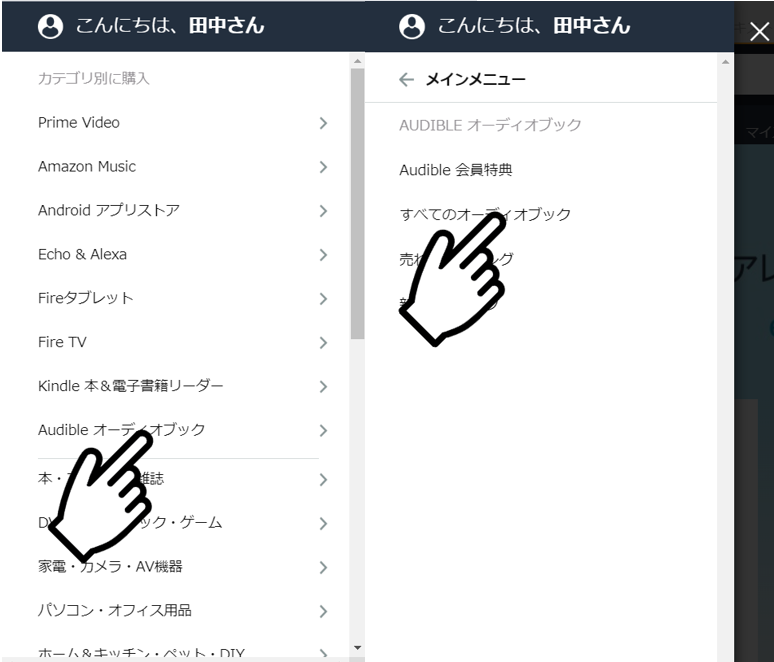 こんにちは、田中さん
カテゴリ別に購入
Prime Video
Amazon Music
Android アプリストア
Echo & Alexa
Fireタブレット
Fire TV
Kindle 本＆電子書籍リーダー
Audible オーディオブック
本・ 雑誌
ック・ゲーム
家電・カメラ・AV機器
パソコン・オフィス用品
ホーム＆キッチン・ペット・DIY
こんにちは、田中さん
メインメニュー
AUDIBLE オーディオブック
Audible 会員特典
すべてのオーディオブック
マイ
アレ